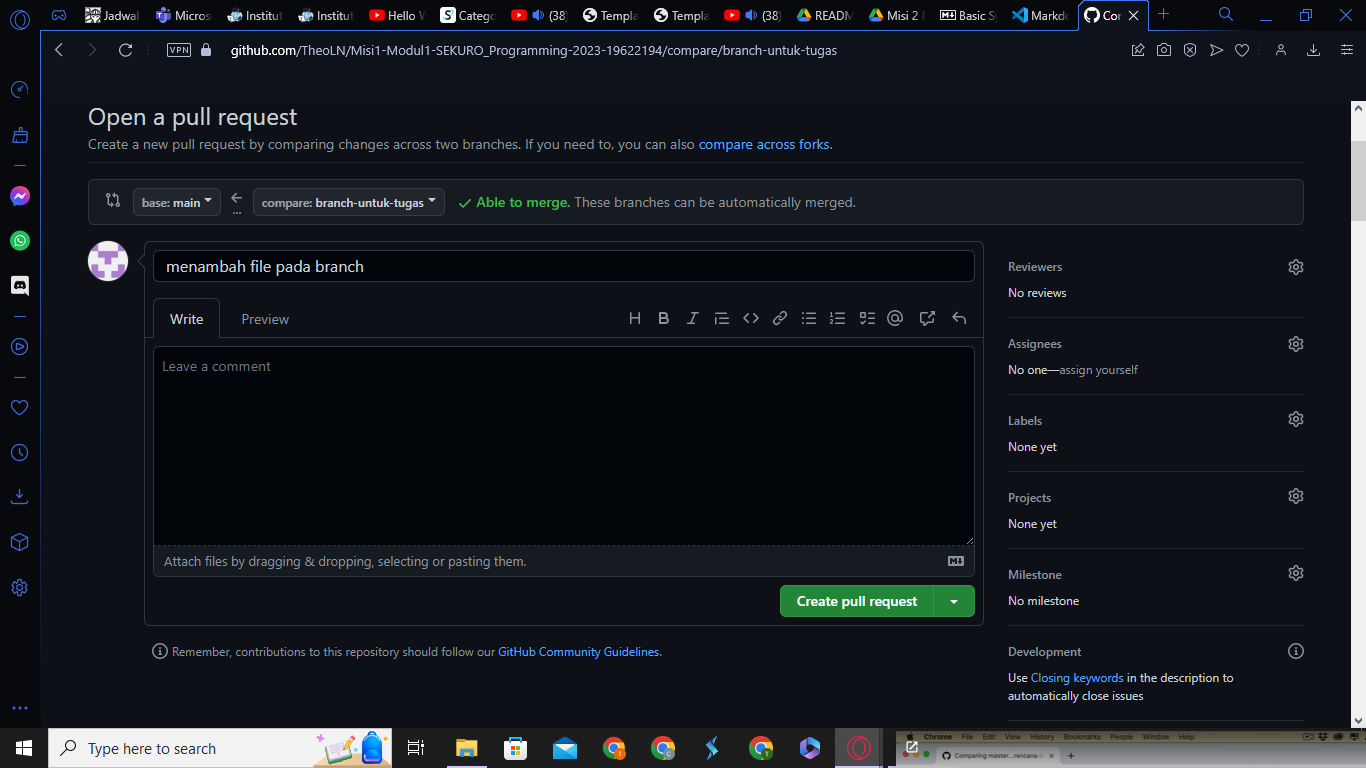 Jadwal
Micros
Institut
Institut
Hello W
Catego
(38)
Templa
Templa
(38)
README
Misi 2 M
Basic Sy
Markdo
Cor
VPN
github.com/TheoLN/Misi1-Modul1-SEKURO_Programming-2023-19622194/compare/branch-untuk-tugas
Open a pull request
Create a new pull request by comparing changes across two branches. If you need to, you can also compare across forks.
base: main
...
compare: branch-untuk-tugas
Able to merge. These branches can be automatically merged.
menambah file pada branch
Write
Preview
Leave a comment
Attach files by dragging & dropping, selecting or pasting them.
Create pull request
Remember, contributions to this repository should follow our GitHub Community Guidelines.
Reviewers
No reviews
Assignees
No one—assign yourself
Labels
None yet
Projects
None yet
Milestone
No milestone
Development
Use Closing keywords in the description to
automatically close issues
Type here to search
Chrome File Edit View History Bookmarks People Window Help
Comparing master...rencana-k